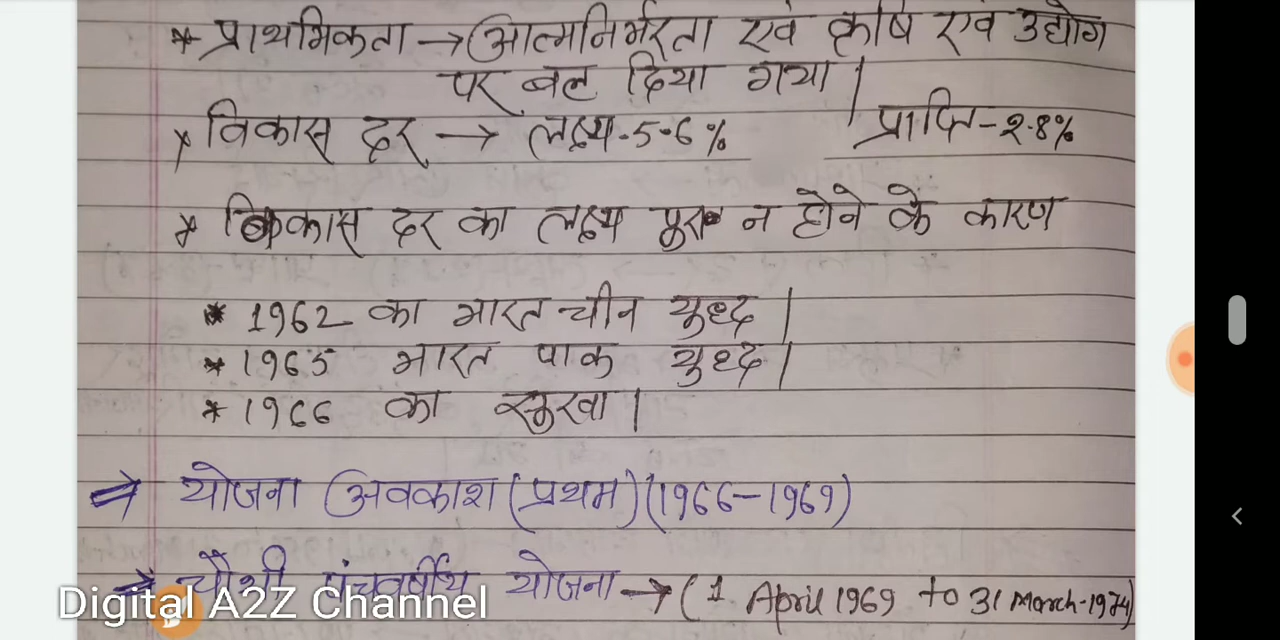 * प्राथमिकता → आत्मनिर्भरता एवं कृषि एवं उद्योग
पर बल दिया गया |
* विकास दर → लक्ष्य - 5.6% प्राप्ति - 2.8%
* विकास दर का लक्ष्य पुरा न होने के कारण
* 1962 का भारत चीन युध्द |
* 1965 भारत पाक युध्द |
* 1966 का सुखा |
⇒ योजना अवकाश (प्रथम) (1966-1969)
⇒ चौथी पंचवर्षीय योजना → (1 April 1969 to 31 March-1974)
Digital A2Z Channel